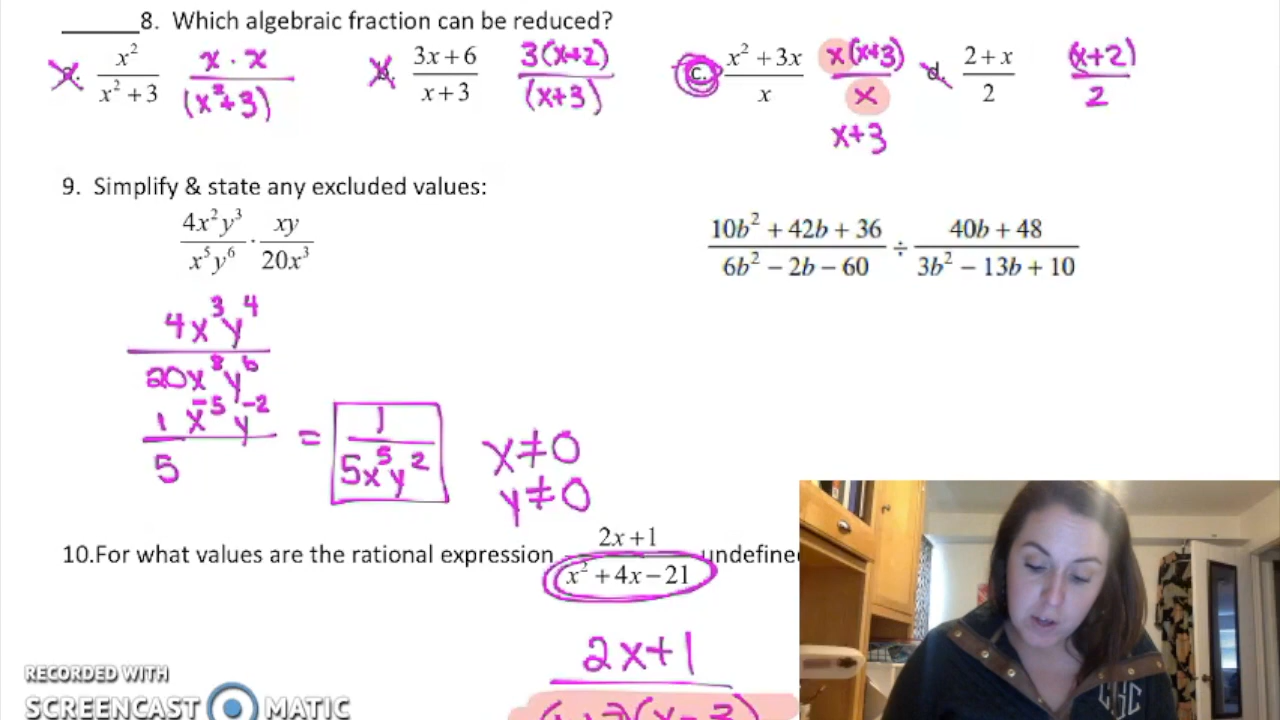 ______8. Which algebraic fraction can be reduced?
a. x²/(x² + 3) x · x/(x²+3) b. (3x + 6)/(x + 3) 3(x+2)/(x+3) c. (x² + 3x)/x x(x+3)/x d. (2 + x)/2 (x+2)/2
x+3
9. Simplify & state any excluded values:
4x²y³/x⁵y⁶ · xy/20x³ (10b² + 42b + 36)/(6b² − 2b − 60) ÷ (40b + 48)/(3b² − 13b + 10)
4x³y⁴/20x⁸y⁶
1x⁻⁵y⁻²/5 = 1/5x⁵y² x≠0
y≠0
10.For what values are the rational expression (2x + 1)/(x² + 4x − 21) undefined
2x+1
RECORDED WITH
SCREENCAST MATIC